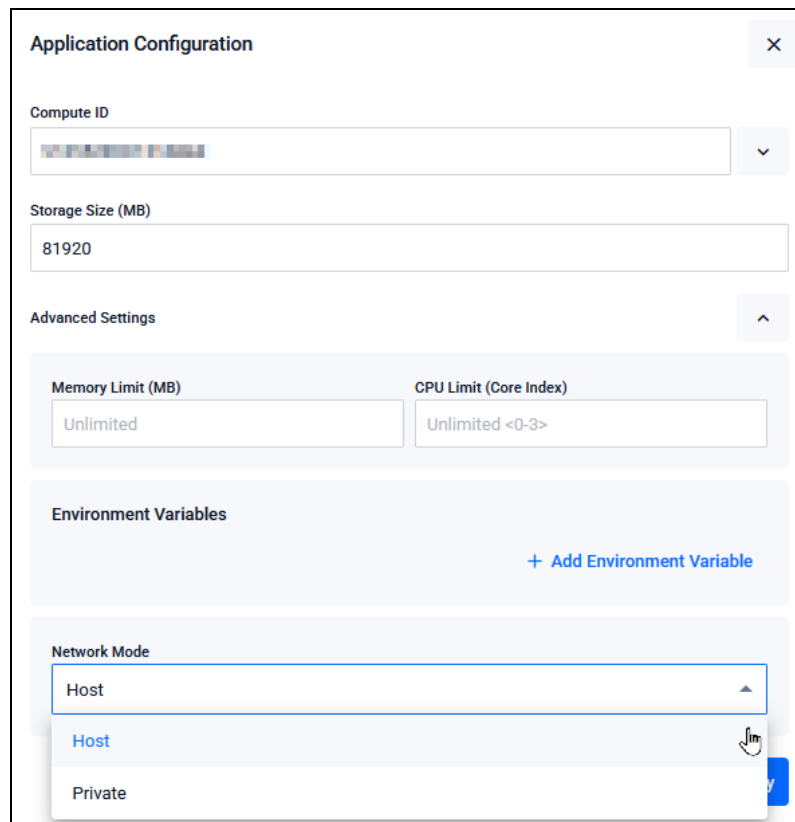 Application Configuration
Compute ID
Storage Size (MB)
81920
Advanced Settings
Memory Limit (MB) CPU Limit (Core Index)
Unlimited Unlimited <0-3>
Environment Variables
+ Add Environment Variable
Network Mode
Host
Host
Private